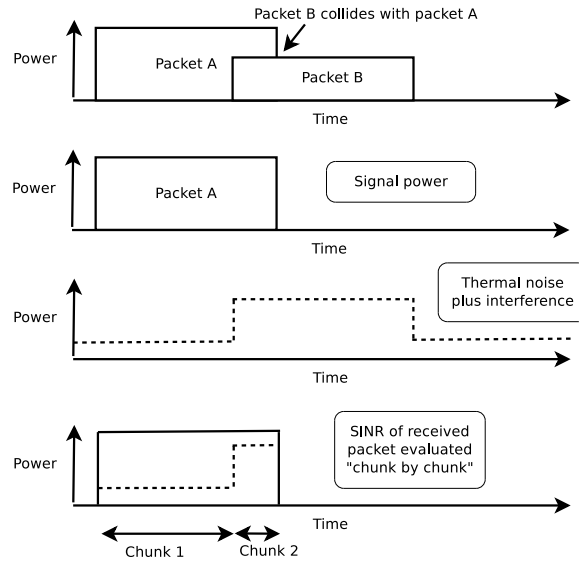 Packet B collides with packet A
Power
Packet A
Packet B
Time
Power
Packet A
Signal power
Time
Thermal noise
plus interference
Power
Time
SINR of received
packet evaluated
"chunk by chunk"
Power
Time
Chunk 1
Chunk 2